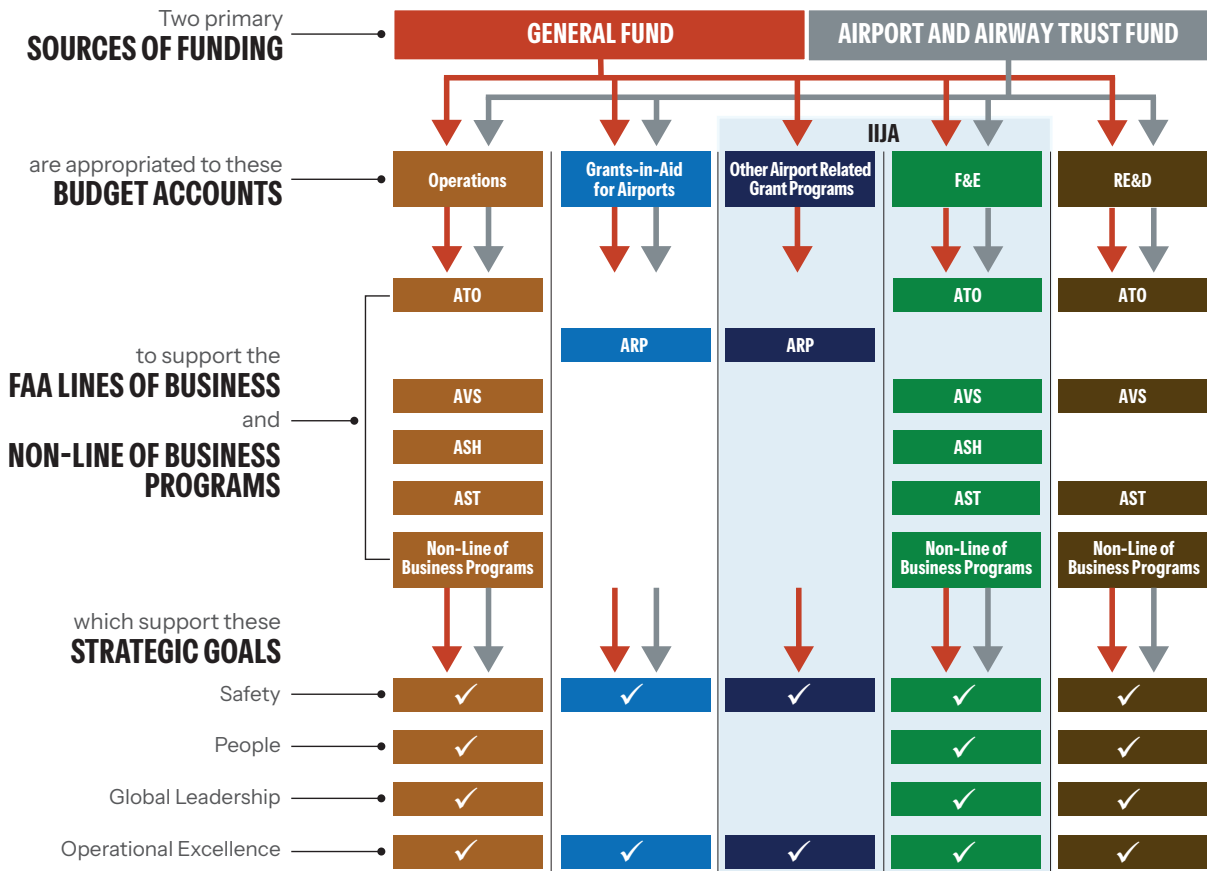 Two primary
SOURCES OF FUNDING
GENERAL FUND
AIRPORT AND AIRWAY TRUST FUND
IIJA
are appropriated to these
BUDGET ACCOUNTS
Operations
Grants-in-Aid
for Airports
Other Airport Related
Grant Programs
F&E
RE&D
to support the
FAA LINES OF BUSINESS
and
NON-LINE OF BUSINESS
PROGRAMS
ATO
ATO
ATO
ARP
ARP
AVS
AVS
AVS
ASH
ASH
AST
AST
AST
Non-Line of
Business Programs
Non-Line of
Business Programs
Non-Line of
Business Programs
which support these
STRATEGIC GOALS
Safety
✓ ✓ ✓ ✓ ✓
People
✓ ✓ ✓
Global Leadership
✓ ✓ ✓
Operational Excellence
✓ ✓ ✓ ✓ ✓